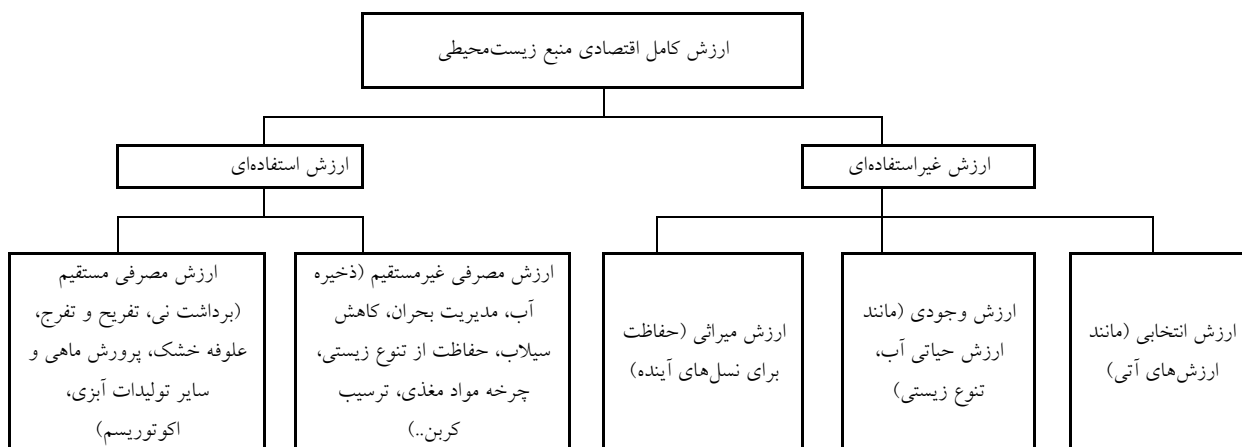 ارزش کامل اقتصادی منبع زیست‌محیطی
ارزش غیراستفاده‌ای
ارزش استفاده‌ای
ارزش انتخابی (مانند
ارزش‌های آتی)
ارزش وجودی (مانند
ارزش حیاتی آب،
تنوع زیستی)
ارزش میراثی (حفاظت
برای نسل‌های آینده)
ارزش مصرفی غیرمستقیم (ذخیره
آب، مدیریت بحران، کاهش
سیلاب، حفاظت از تنوع زیستی،
چرخه مواد مغذی، ترسیب
کربن..)
ارزش مصرفی مستقیم
(برداشت نی، تفریح و تفرج،
علوفه خشک، پرورش ماهی و
سایر تولیدات آبزی،
اکوتوریسم)